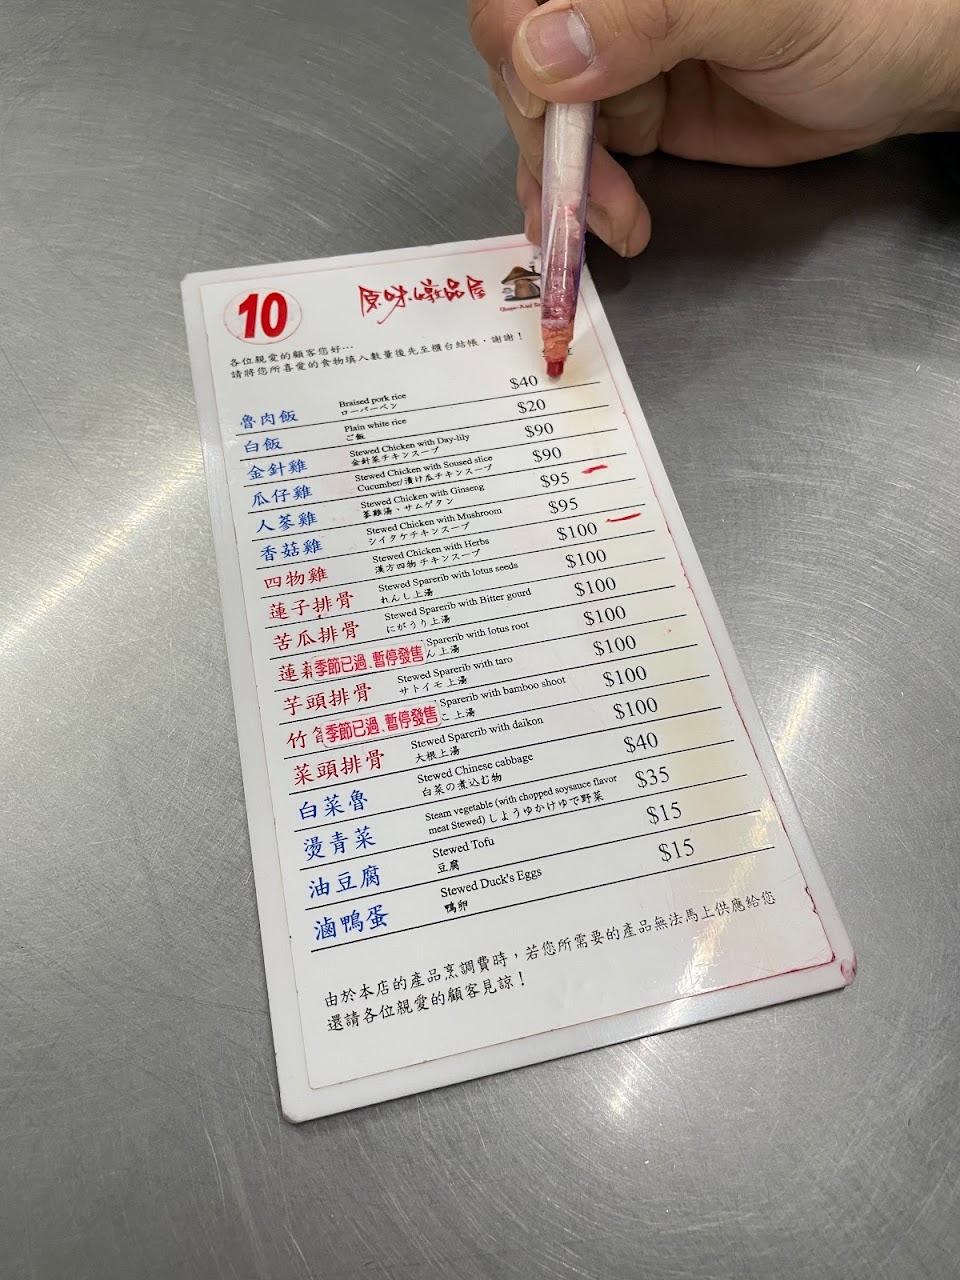 10
原味燉品屋
各位親愛的顧客您好…
請將您所喜愛的食物填入數量後先至櫃台結帳，謝謝！
魯肉飯 Braised pork rice $40
ローバーペン
白飯 Plain white rice $20
ご飯
金針雞 Stewed Chicken with Day-lily $90
金針菜チキンスープ
瓜仔雞 Stewed Chicken with Soused slice $90
Cucumber/漬け瓜チキンスープ
人蔘雞 Stewed Chicken with Ginseng $95
蔘雞湯、サムゲタン
香菇雞 Stewed Chicken with Mushroom $95
シイタケチキンスープ
四物雞 Stewed Chicken with Herbs $100
漢方四物チキンスープ
蓮子排骨 Stewed Sparerib with lotus seeds $100
れんし上湯
苦瓜排骨 Stewed Sparerib with Bitter gourd $100
にがうり上湯
蓮 季節已過、暫停發售 Sparerib with lotus root $100
ん上湯
芋頭排骨 Stewed Sparerib with taro $100
サトイモ上湯
竹 季節已過、暫停發售 Sparerib with bamboo shoot $100
こ上湯
菜頭排骨 Stewed Sparerib with daikon $100
大根上湯
白菜魯 Stewed Chinese cabbage $40
白菜の煮込む物
燙青菜 Steam vegetable (with chopped soysauce flavor $35
meat Stewed) しようゆかけゆで野菜
油豆腐 Stewed Tofu $15
豆腐
滷鴨蛋 Stewed Duck's Eggs $15
鴨卵
由於本店的產品烹調費時，若您所需要的產品無法馬上供應給您
還請各位親愛的顧客見諒！